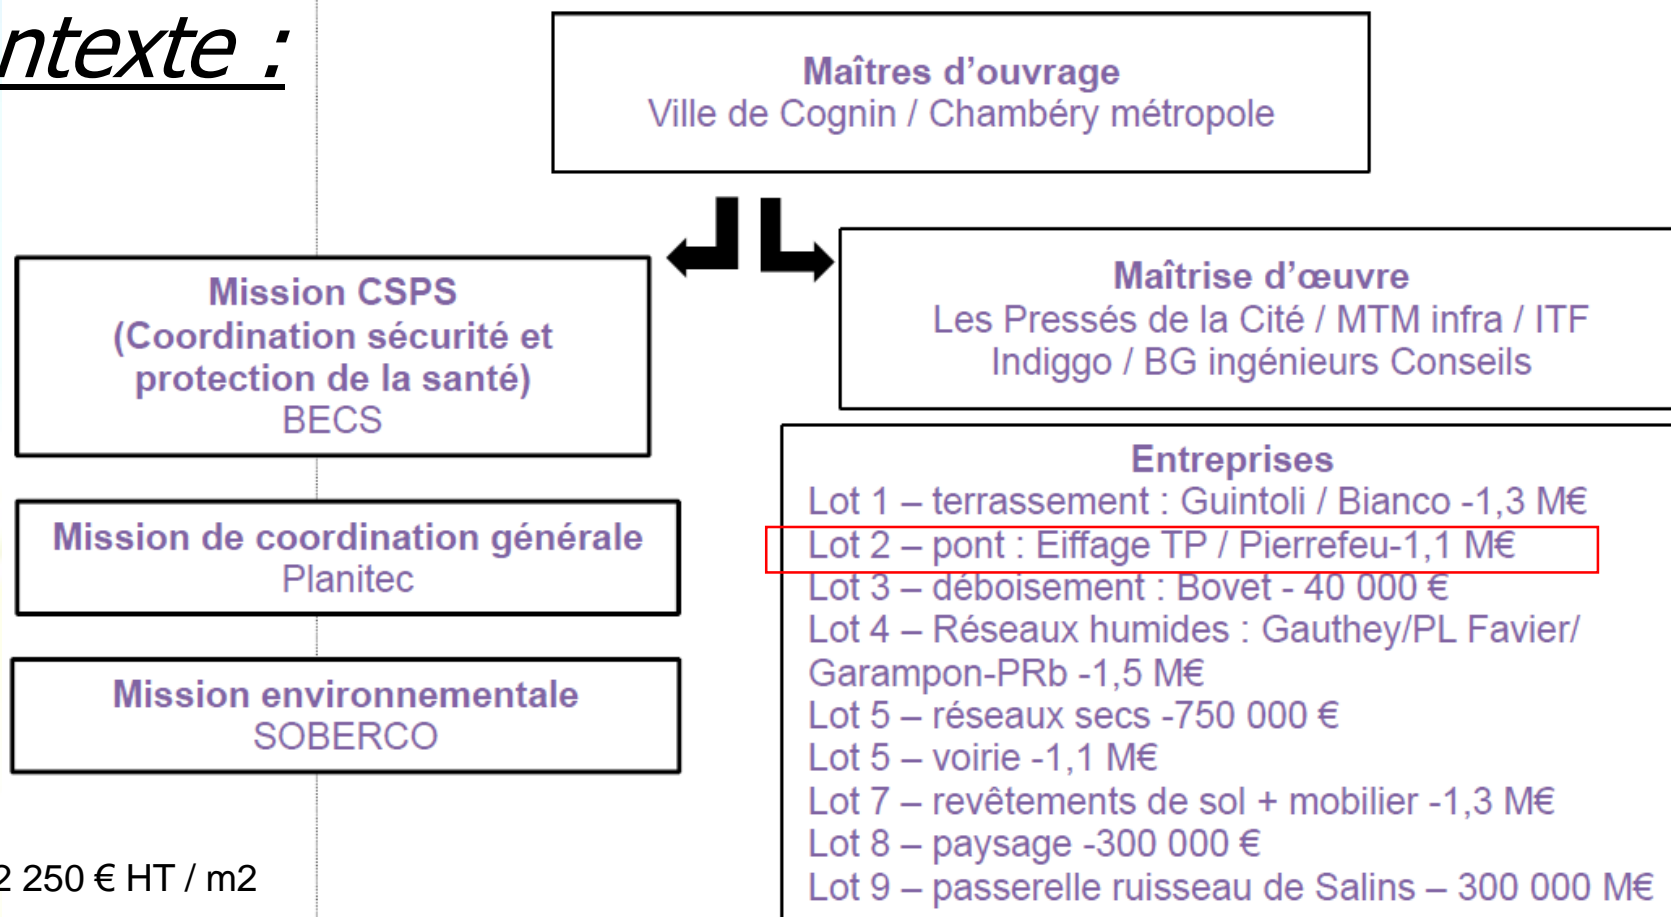 ntexte :
Maîtres d'ouvrage
Ville de Cognin / Chambéry métropole
Mission CSPS
(Coordination sécurité et
protection de la santé)
BECS
Mission de coordination générale
Planitec
Mission environnementale
SOBERCO
2 250 € HT / m2
Maîtrise d'œuvre
Les Pressés de la Cité / MTM infra / ITF
Indiggo / BG ingénieurs Conseils
Entreprises
Lot 1 – terrassement : Guintoli / Bianco -1,3 M€
Lot 2 – pont : Eiffage TP / Pierrefeu-1,1 M€
Lot 3 – déboisement : Bovet - 40 000 €
Lot 4 – Réseaux humides : Gauthey/PL Favier/
Garampon-PRb -1,5 M€
Lot 5 – réseaux secs -750 000 €
Lot 5 – voirie -1,1 M€
Lot 7 – revêtements de sol + mobilier -1,3 M€
Lot 8 – paysage -300 000 €
Lot 9 – passerelle ruisseau de Salins – 300 000 M€